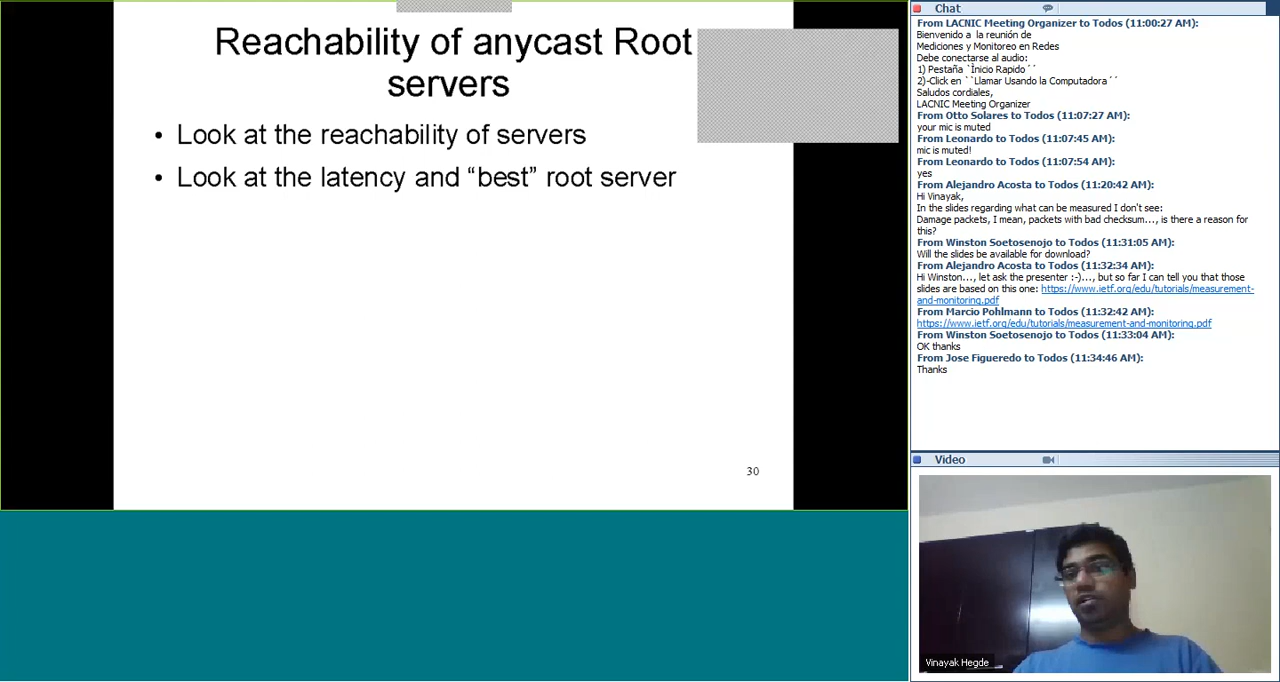 Reachability of anycast Root
servers
• Look at the reachability of servers
• Look at the latency and “best” root server
30
Chat
From LACNIC Meeting Organizer to Todos (11:00:27 AM):
Bienvenido a  la reunión de
Mediciones y Monitoreo en Redes
Debe conectarse al audio:
1) Pestaña `Ìnicio Rapido´´
2)-Click en ``Llamar Usando la Computadora´´
Saludos cordiales,
LACNIC Meeting Organizer
From Otto Solares to Todos (11:07:27 AM):
your mic is muted
From Leonardo to Todos (11:07:45 AM):
mic is muted!
From Leonardo to Todos (11:07:54 AM):
yes
From Alejandro Acosta to Todos (11:20:42 AM):
Hi Vinayak,
In the slides regarding what can be measured I don't see:
Damage packets, I mean, packets with bad checksum..., is there a reason for
this?
From Winston Soetosenojo to Todos (11:31:05 AM):
Will the slides be available for download?
From Alejandro Acosta to Todos (11:32:34 AM):
Hi Winston..., let ask the presenter :-)..., but so far I can tell you that those
slides are based on this one: https://www.ietf.org/edu/tutorials/measurement-
and-monitoring.pdf
From Marcio Pohlmann to Todos (11:32:42 AM):
https://www.ietf.org/edu/tutorials/measurement-and-monitoring.pdf
From Winston Soetosenojo to Todos (11:33:04 AM):
OK thanks
From Jose Figueredo to Todos (11:34:46 AM):
Thanks
Video
Vinayak Hegde